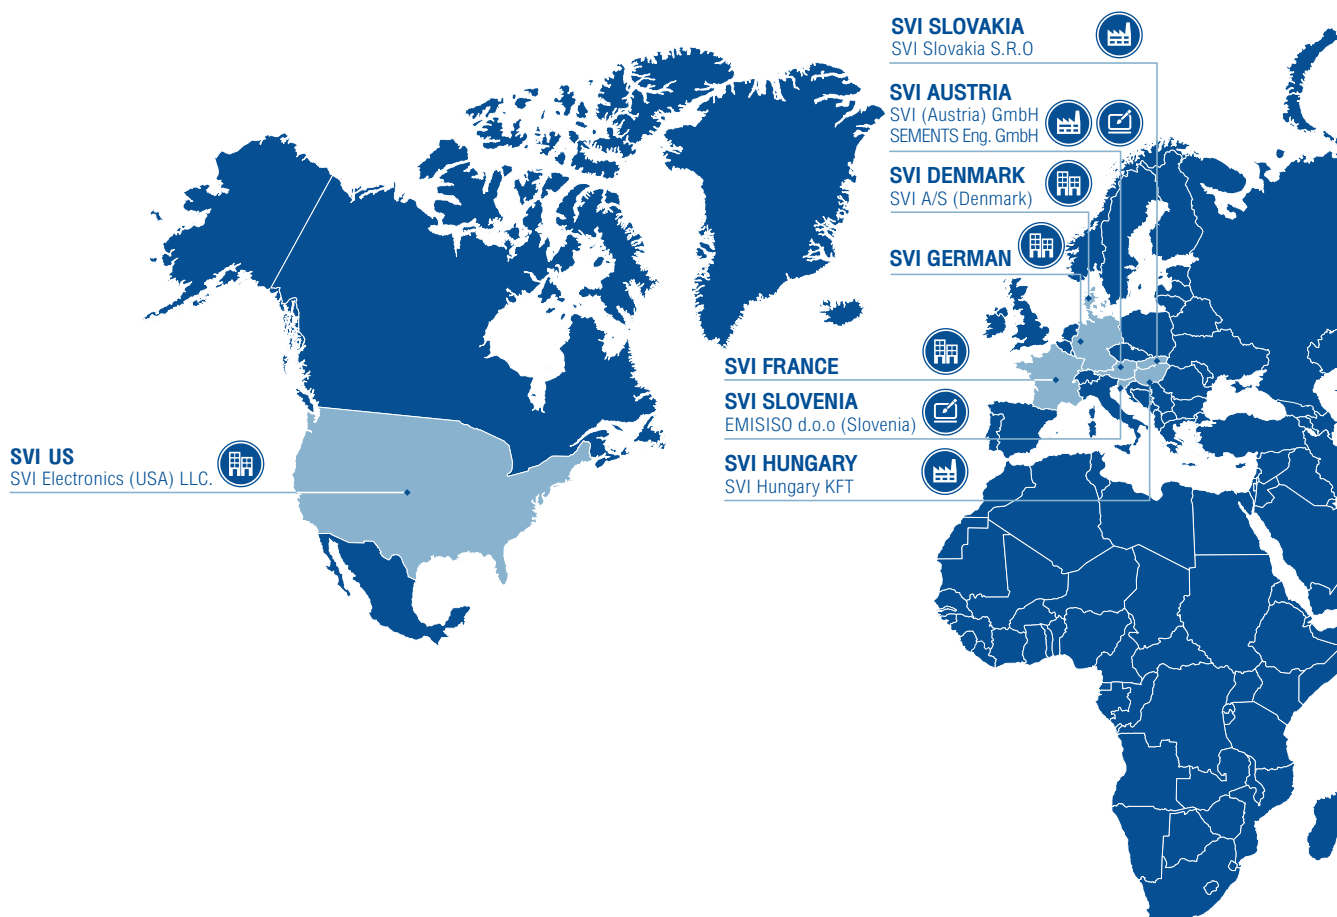 SVI SLOVAKIA
SVI Slovakia S.R.O
SVI AUSTRIA
SVI (Austria) GmbH
SEMENTS Eng. GmbH
SVI DENMARK
SVI A/S (Denmark)
SVI GERMAN
SVI FRANCE
SVI SLOVENIA
EMISISO d.o.o (Slovenia)
SVI HUNGARY
SVI Hungary KFT
SVI US
SVI Electronics (USA) LLC.